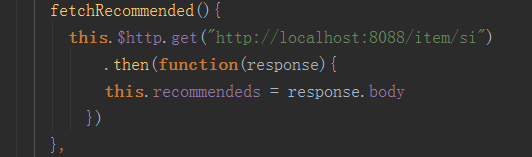 fetchRecommended(){
this.$http.get("http://localhost:8088/item/si")
.then(function(response){
this.recommendeds = response.body
})
},